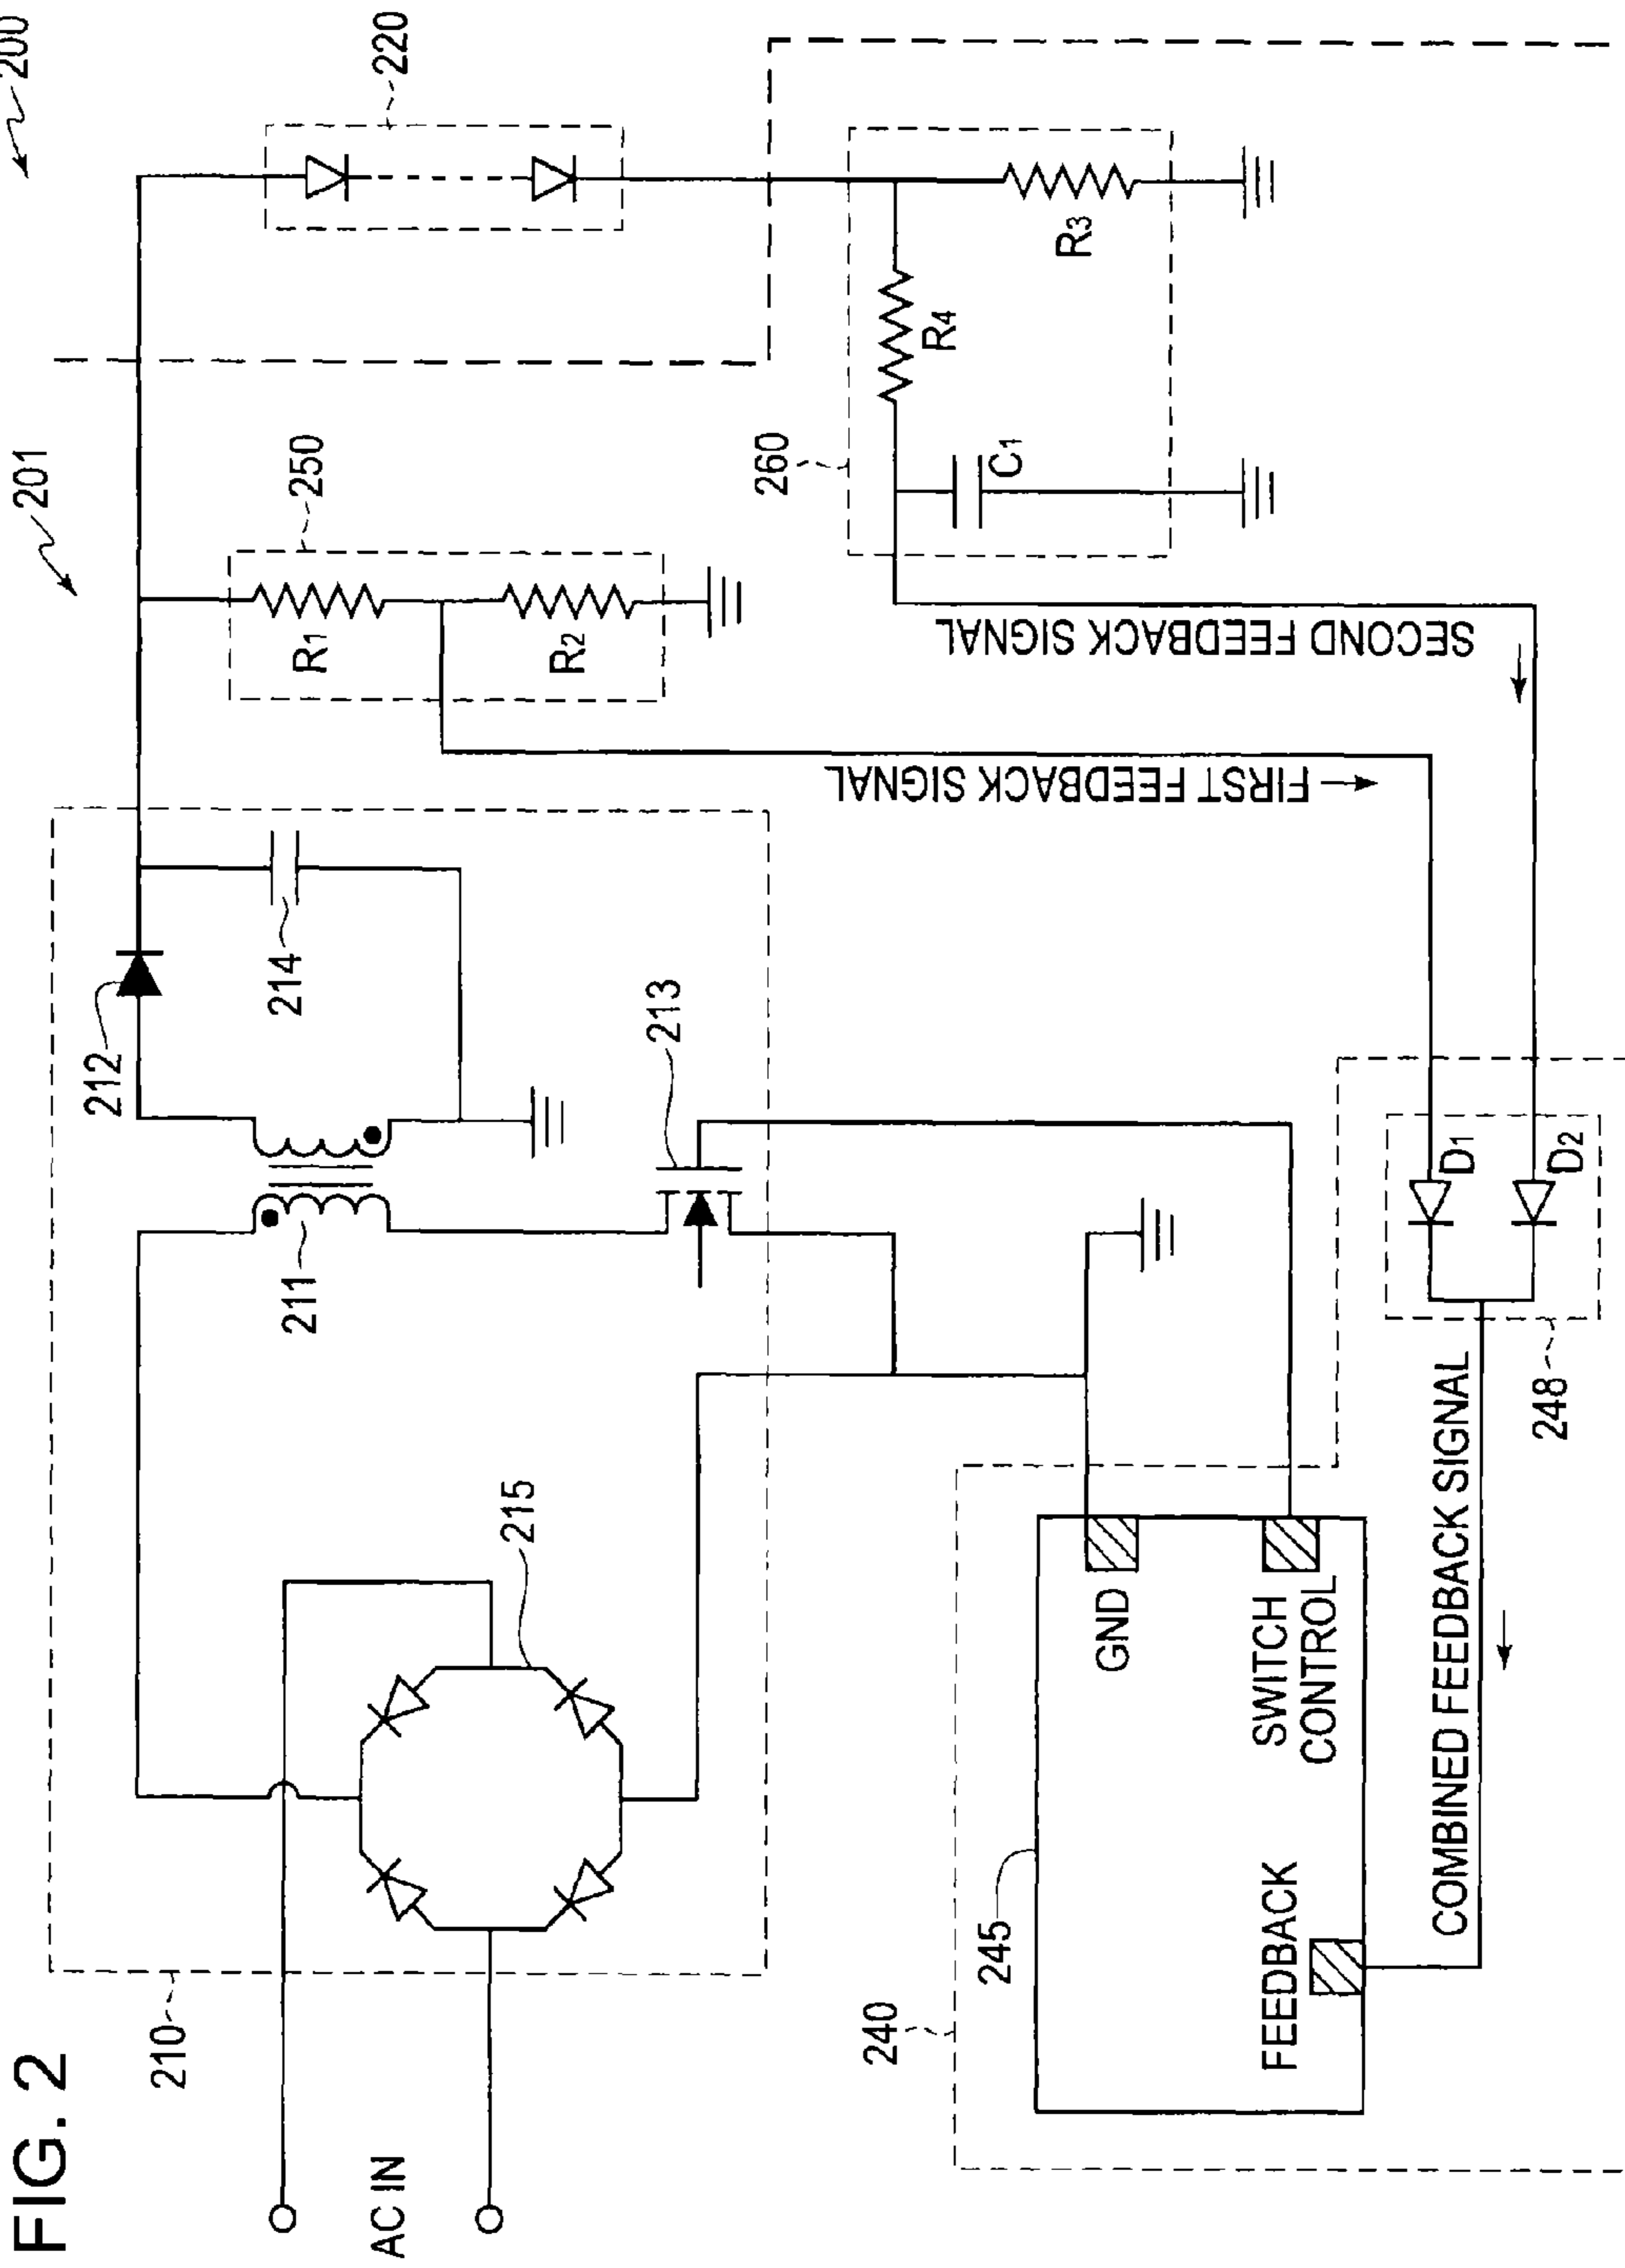 FIG. 2
200
201
210
212
214
211
213
215
220
250
R1
R2
260
R4
R3
C1
AC IN
FIRST FEEDBACK SIGNAL
SECOND FEEDBACK SIGNAL
240
245
GND
SWITCH
CONTROL
FEEDBACK
COMBINED FEEDBACK SIGNAL
248
D1
D2